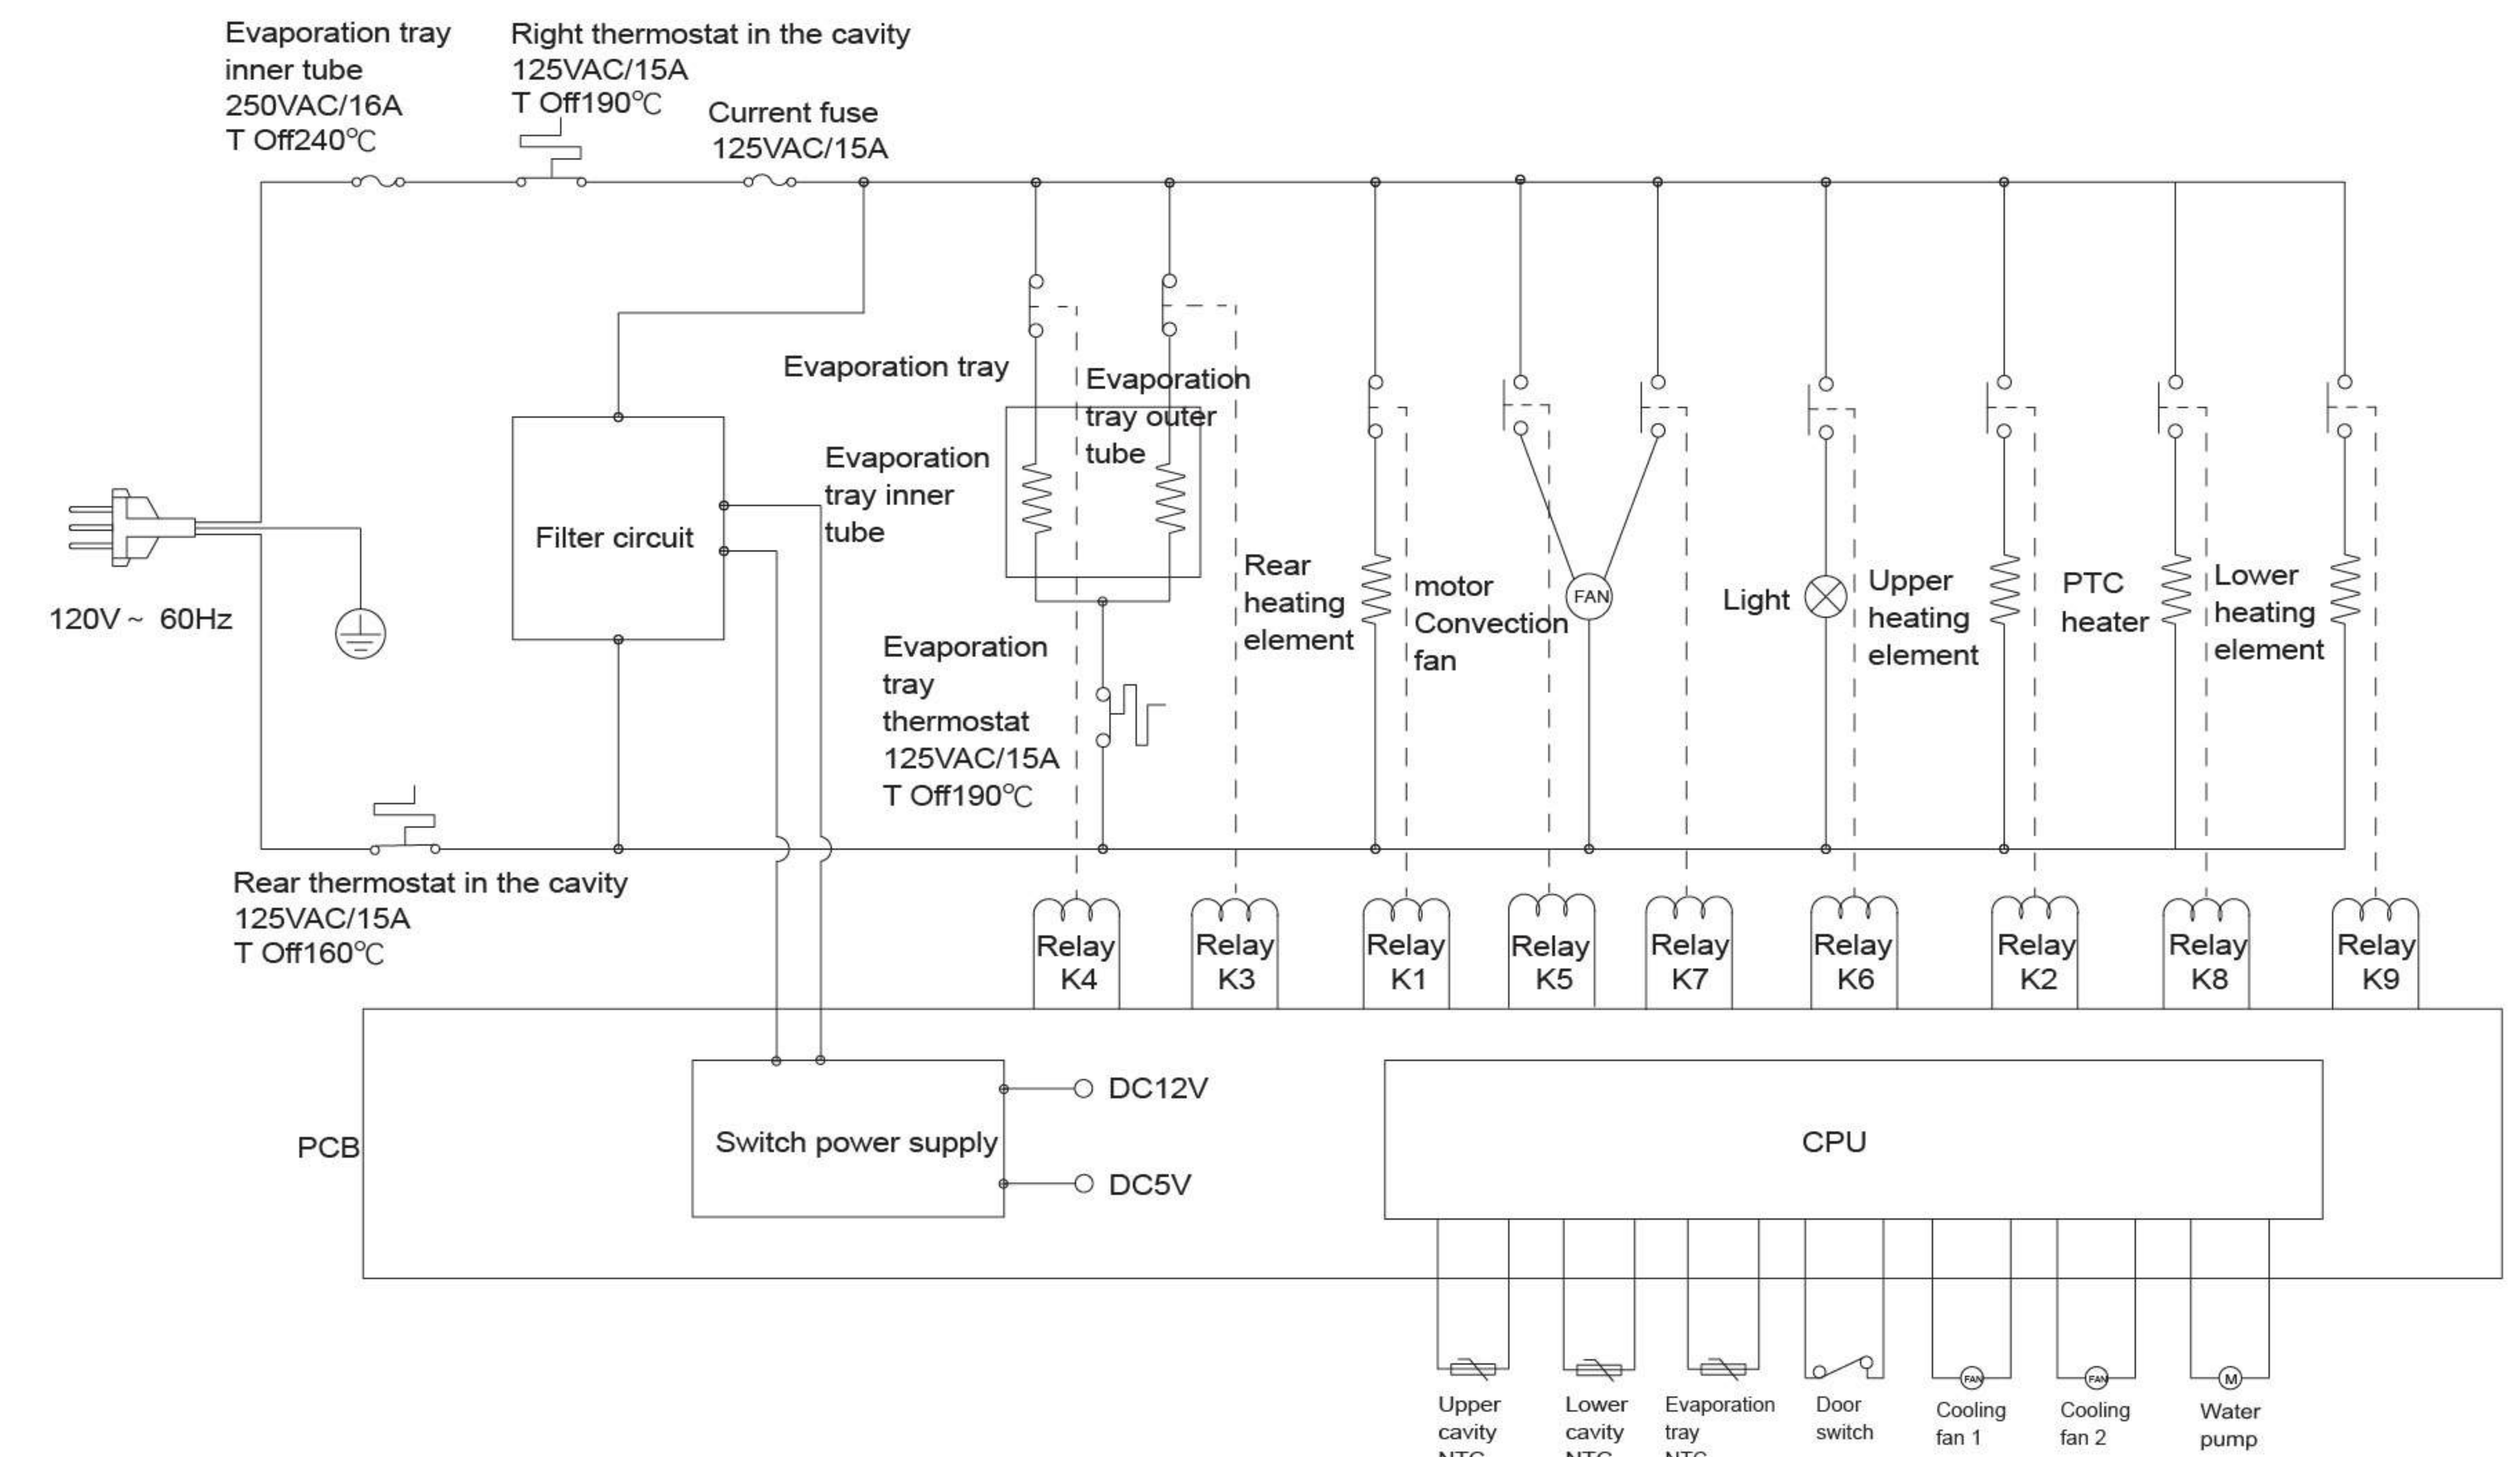 Evaporation tray
inner tube
250VAC/16A
T Off240℃
Right thermostat in the cavity
125VAC/15A
T Off190℃
Current fuse
125VAC/15A
Evaporation tray
Evaporation
tray outer
tube
Evaporation
tray inner
tube
Filter circuit
120V ~ 60Hz
Rear
heating
element
motor
Convection
fan
FAN
Light
Upper
heating
element
PTC
heater
Lower
heating
element
Evaporation
tray
thermostat
125VAC/15A
T Off190℃
Rear thermostat in the cavity
125VAC/15A
T Off160℃
Relay
K4
Relay
K3
Relay
K1
Relay
K5
Relay
K7
Relay
K6
Relay
K2
Relay
K8
Relay
K9
PCB
Switch power supply
DC12V
DC5V
CPU
FAN
FAN
M
Upper
cavity
NTC
Lower
cavity
NTC
Evaporation
tray
NTC
Door
switch
Cooling
fan 1
Cooling
fan 2
Water
pump